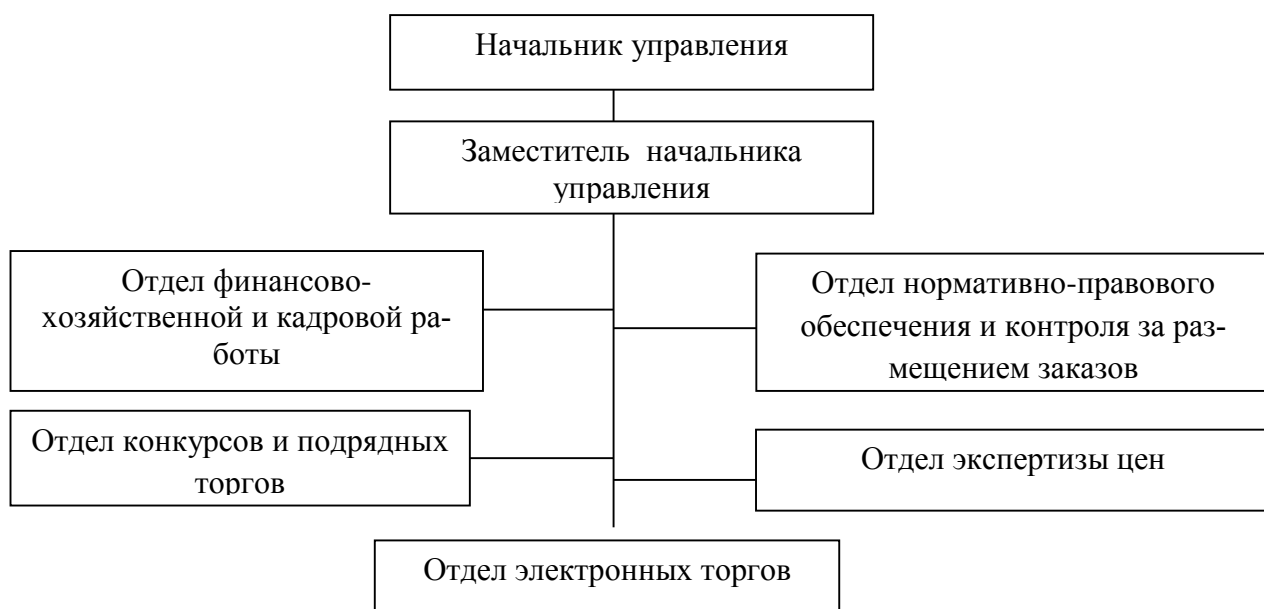 Начальник управления
Заместитель начальника
управления
Отдел финансово-
хозяйственной и кадровой ра-
боты
Отдел нормативно-правового
обеспечения и контроля за раз-
мещением заказов
Отдел конкурсов и подрядных
торгов
Отдел экспертизы цен
Отдел электронных торгов